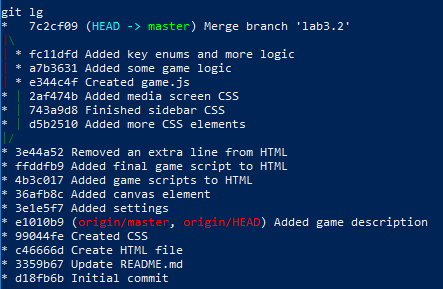 git lg
*   7c2cf09 (HEAD -> master) Merge branch 'lab3.2'
|\
| * fc11dfd Added key enums and more logic
| * a7b3631 Added some game logic
| * e344c4f Created game.js
* | 2af474b Added media screen CSS
* | 743a9d8 Finished sidebar CSS
* | d5b2510 Added more CSS elements
|/
* 3e44a52 Removed an extra line from HTML
* ffddfb9 Added final game script to HTML
* 4b3c017 Added game scripts to HTML
* 36afb8c Added canvas element
* 3e1e5f7 Added settings
* e1010b9 (origin/master, origin/HEAD) Added game description
* 99044fe Created CSS
* c46666d Create HTML file
* 3359b67 Update README.md
* d18fb6b Initial commit